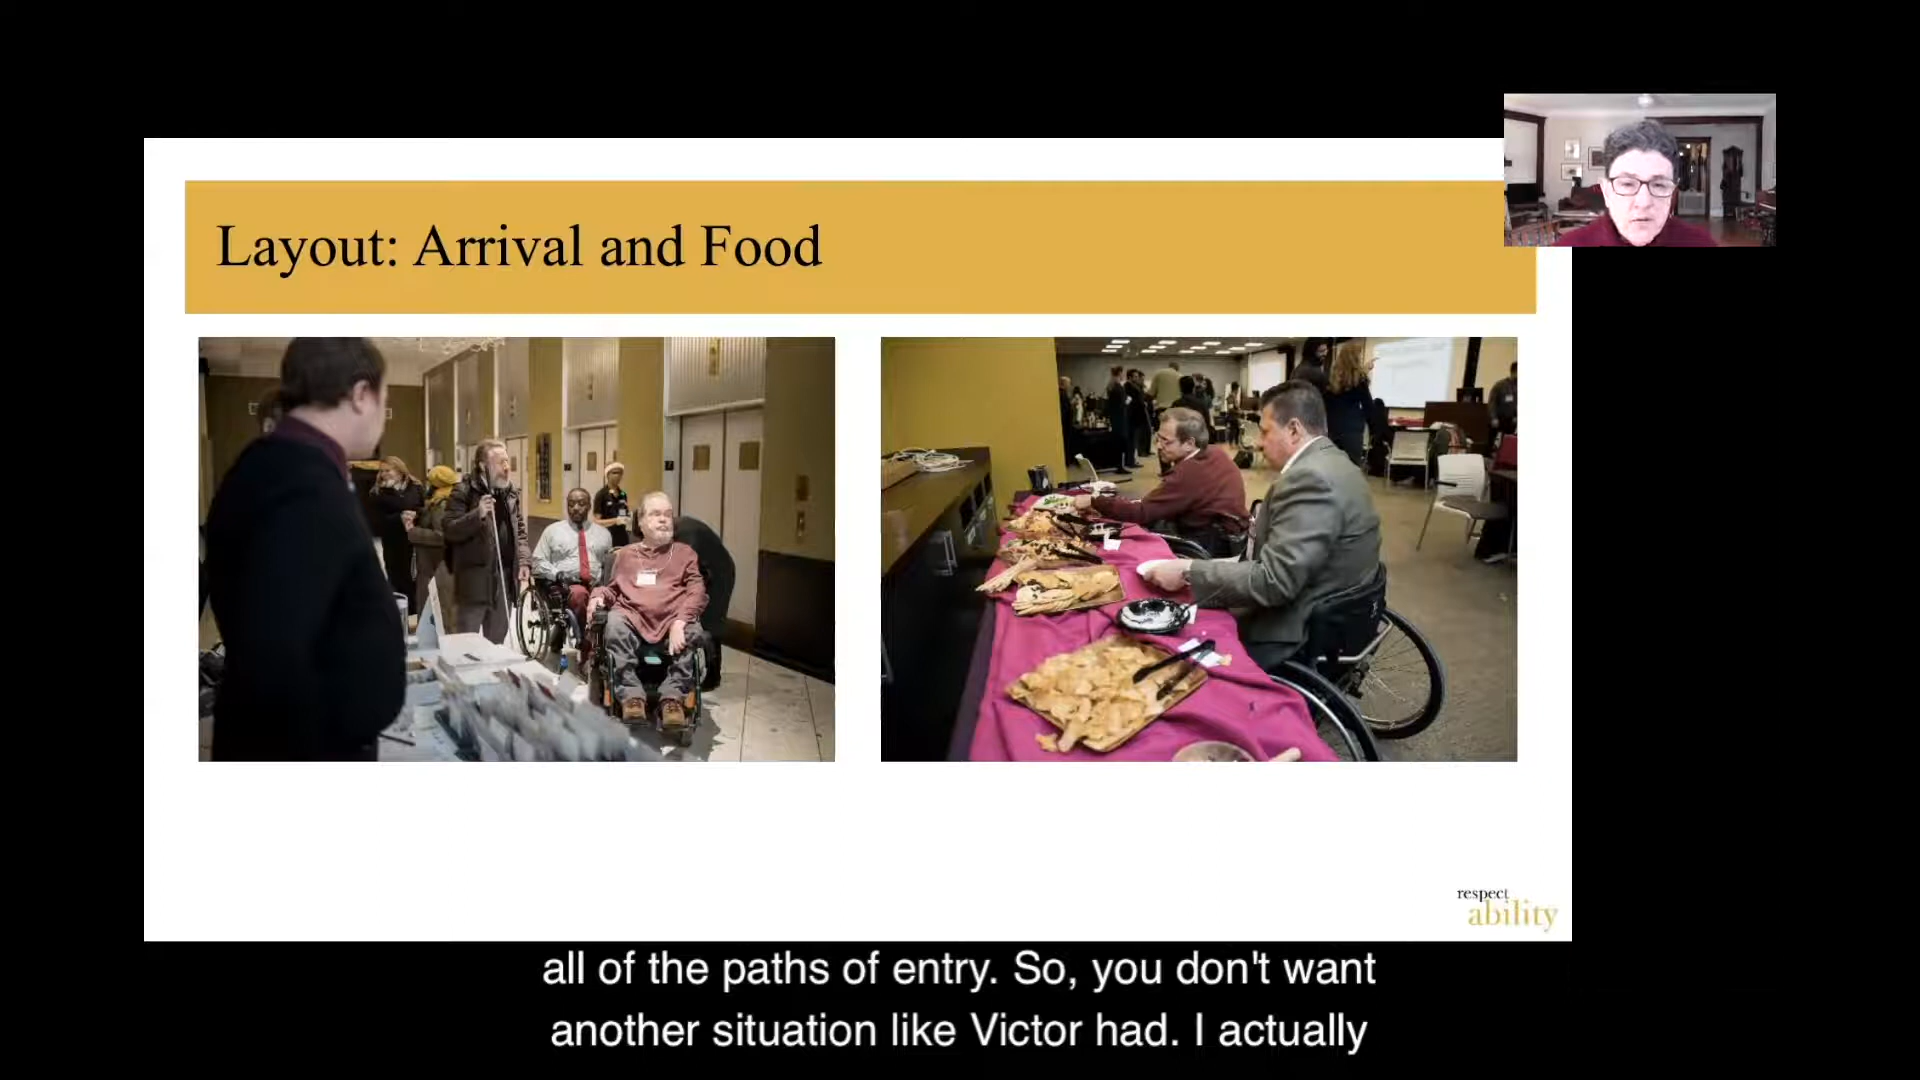 Layout: Arrival and Food
respect
ability
all of the paths of entry. So, you don't want
another situation like Victor had. I actually